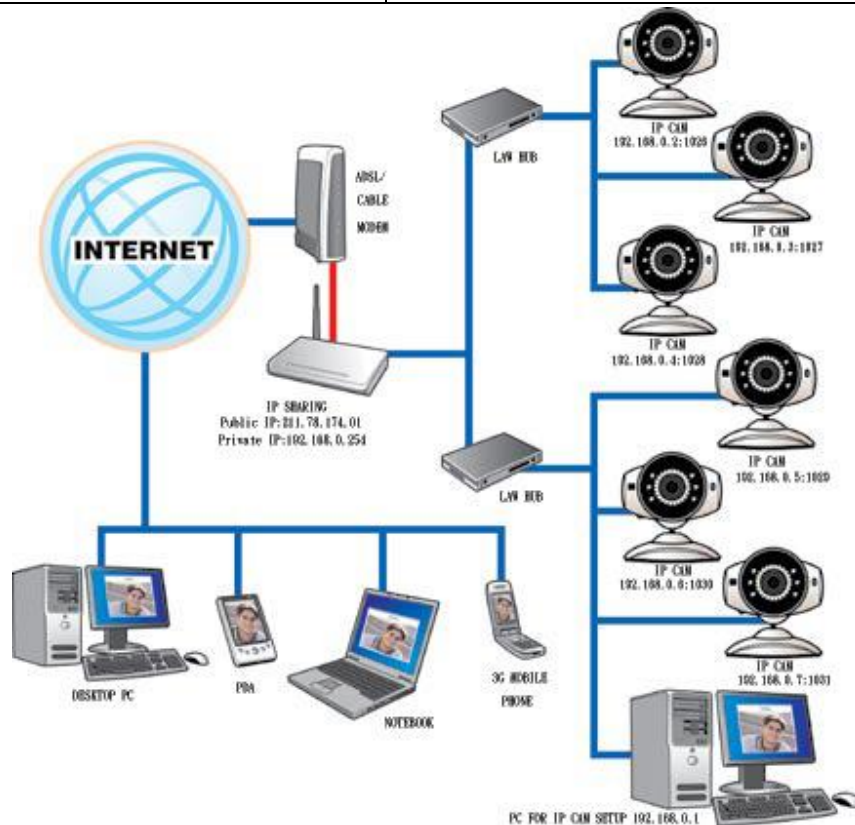 IP CAM
192.168.0.2:1026
LAW HUB
IP CAM
192.168.0.3:1027
ADSL/
CABLE
MODEM
INTERNET
IP CAM
192.168.0.4:1028
IP SHARING
Public IP:211.78.174.01
Private IP:192.168.0.254
LAW HUB
IP CAM
192.168.0.5:1029
IP CAM
192.168.0.6:1030
IP CAM
192.168.0.7:1031
DESKTOP PC
PDA
NOTEBOOK
3G MOBILE
PHONE
PC FOR IP CAM SETUP 192.168.0.1